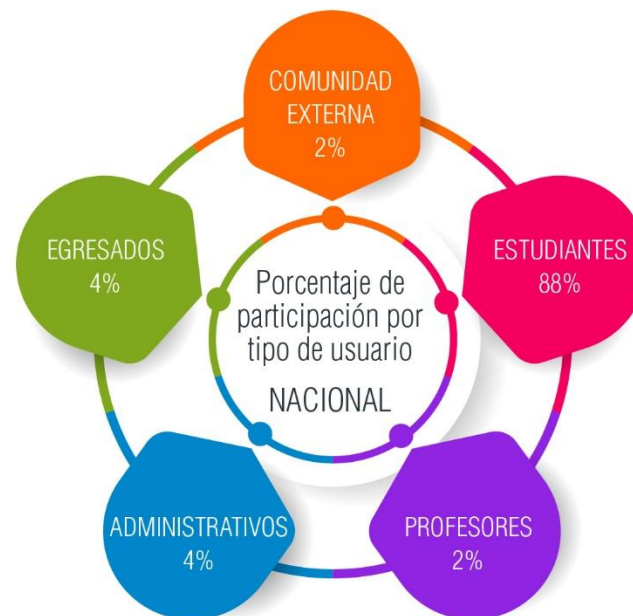 COMUNIDAD
EXTERNA
2%
EGRESADOS
4%
ESTUDIANTES
88%
Porcentaje de
participación por
tipo de usuario
NACIONAL
ADMINISTRATIVOS
4%
PROFESORES
2%